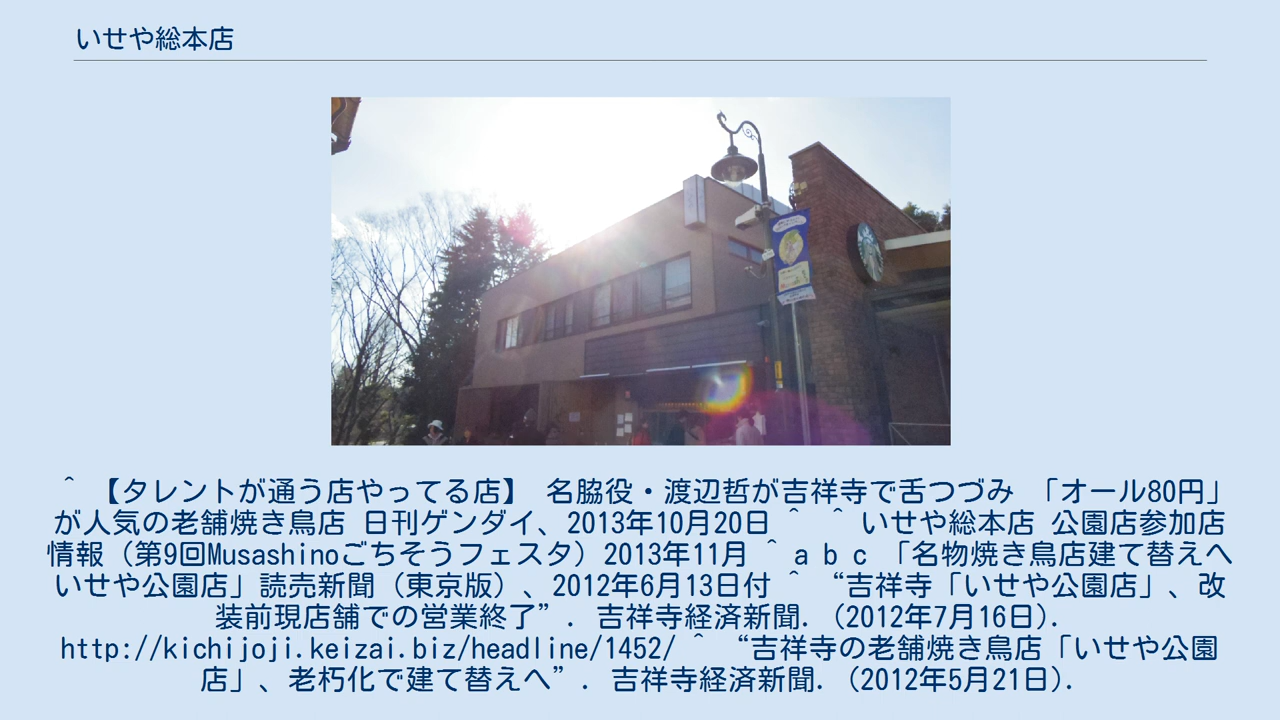 いせや総本店
^ 【タレントが通う店やってる店】 名脇役・渡辺哲が吉祥寺で舌つづみ 「オール80円」
が人気の老舗焼き鳥店 日刊ゲンダイ、2013年10月20日 ^ ^ いせや総本店 公園店参加店
情報（第9回Musashinoごちそうフェスタ）2013年11月 ^ a b c 「名物焼き鳥店建て替えへ
いせや公園店」読売新聞（東京版）、2012年6月13日付 ^ “吉祥寺「いせや公園店」、改
装前現店舗での営業終了”. 吉祥寺経済新聞. (2012年7月16日).
http://kichijoji.keizai.biz/headline/1452/ ^ “吉祥寺の老舗焼き鳥店「いせや公園
店」、老朽化で建て替えへ”. 吉祥寺経済新聞. (2012年5月21日).